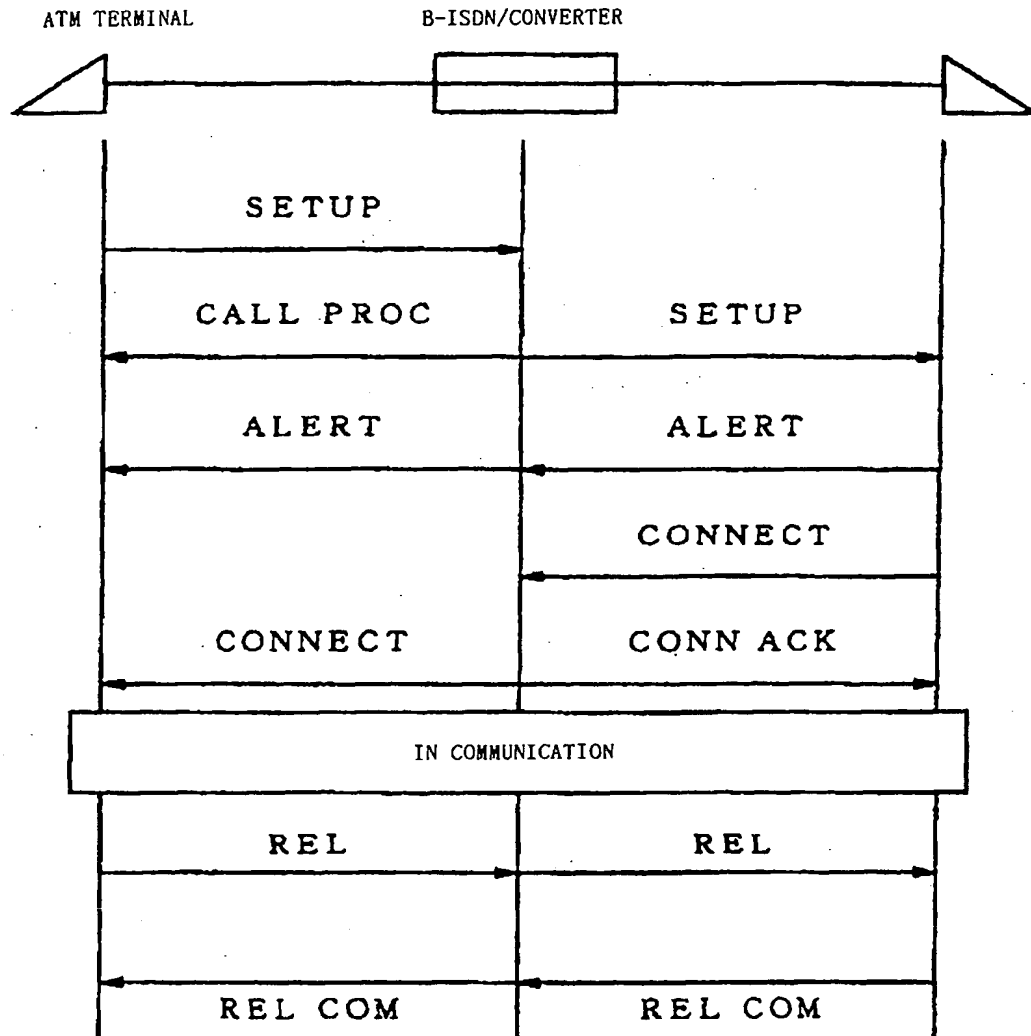 ATM TERMINAL B-ISDN/CONVERTER
SETUP
CALL PROC SETUP
ALERT ALERT
CONNECT
CONNECT CONN ACK
IN COMMUNICATION
REL REL
REL COM REL COM